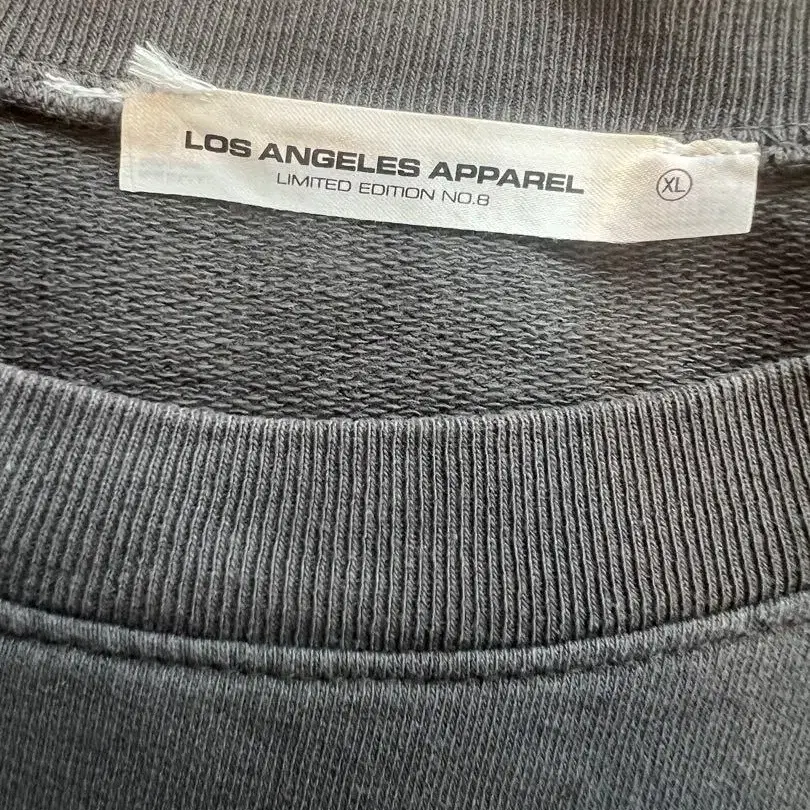 LOS ANGELES APPAREL
LIMITED EDITION NO.8
XL